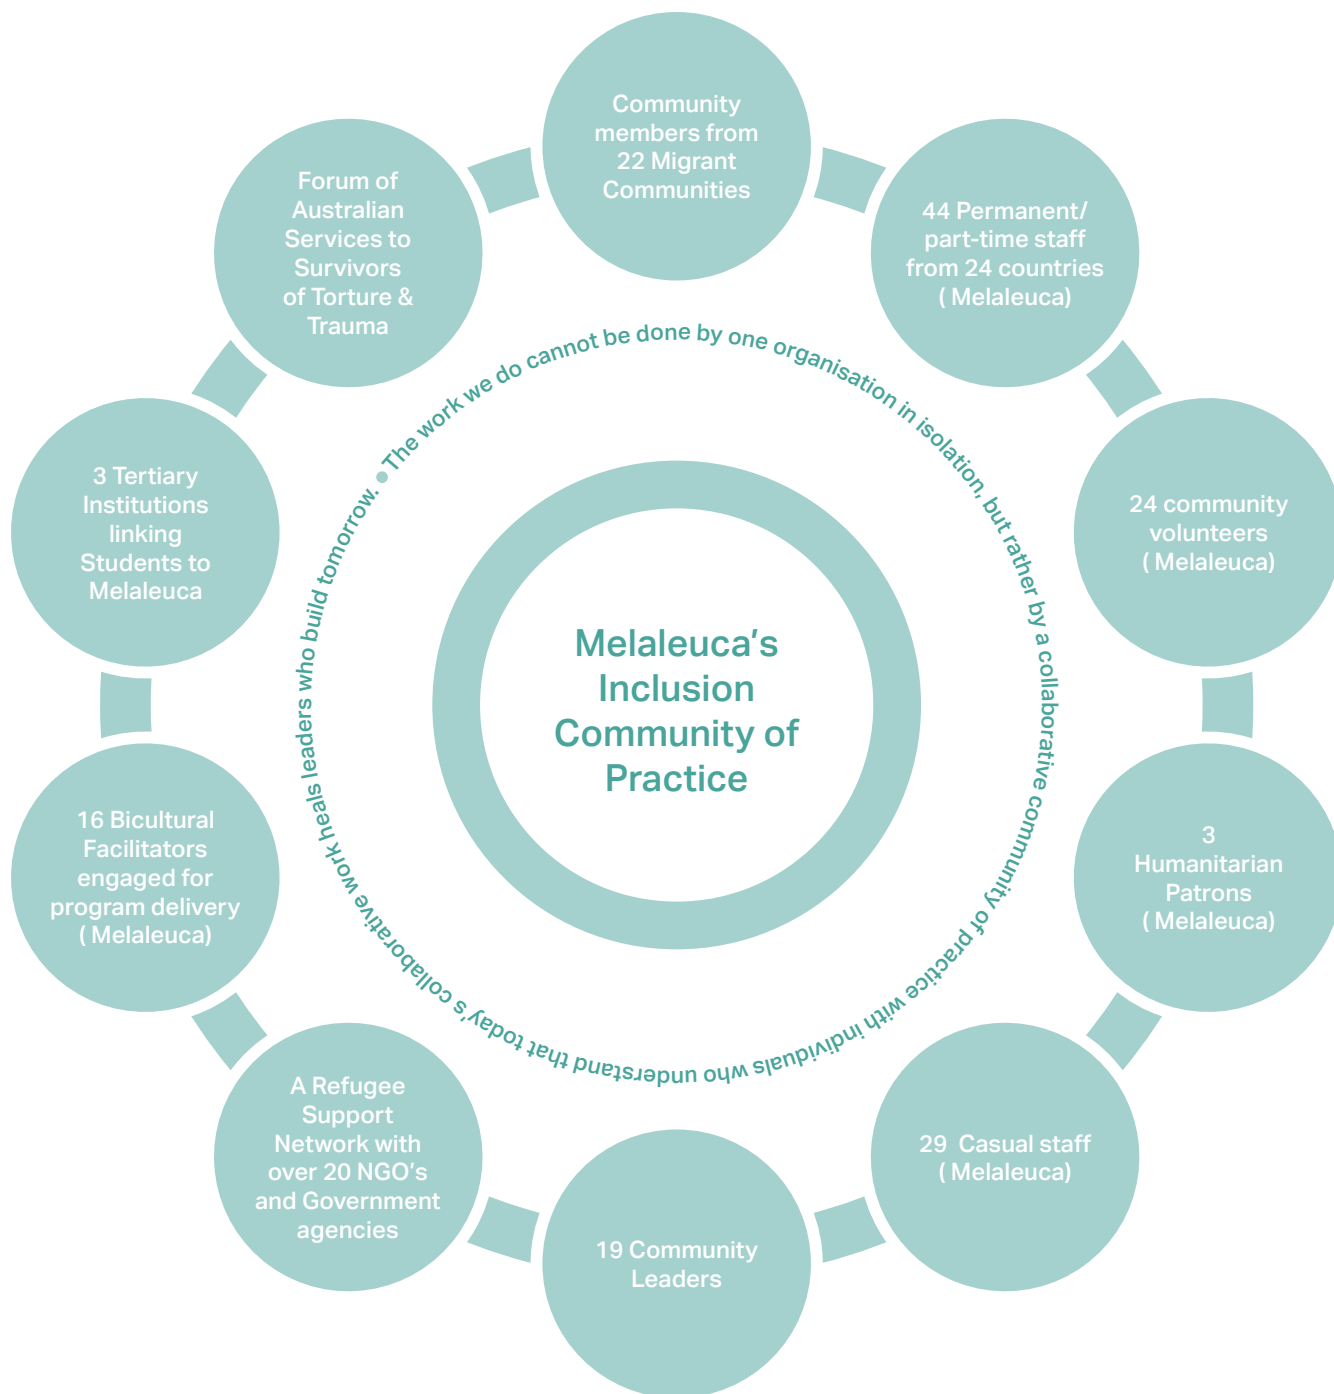 Community
members from
22 Migrant
Communities
44 Permanent/
part-time staff
from 24 countries
( Melaleuca)
24 community
volunteers
( Melaleuca)
3
Humanitarian
Patrons
( Melaleuca)
29 Casual staff
( Melaleuca)
19 Community
Leaders
A Refugee
Support
Network with
over 20 NGO's
and Government
agencies
16 Bicultural
Facilitators
engaged for
program delivery
( Melaleuca)
3 Tertiary
Institutions
linking
Students to
Melaleuca
Forum of
Australian
Services to
Survivors
of Torture &
Trauma
• The work we do cannot be done by one organisation in isolation, but rather by a collaborative community of practice with individuals who understand that today's collaborative work heals leaders who build tomorrow.
Melaleuca's
Inclusion
Community of
Practice